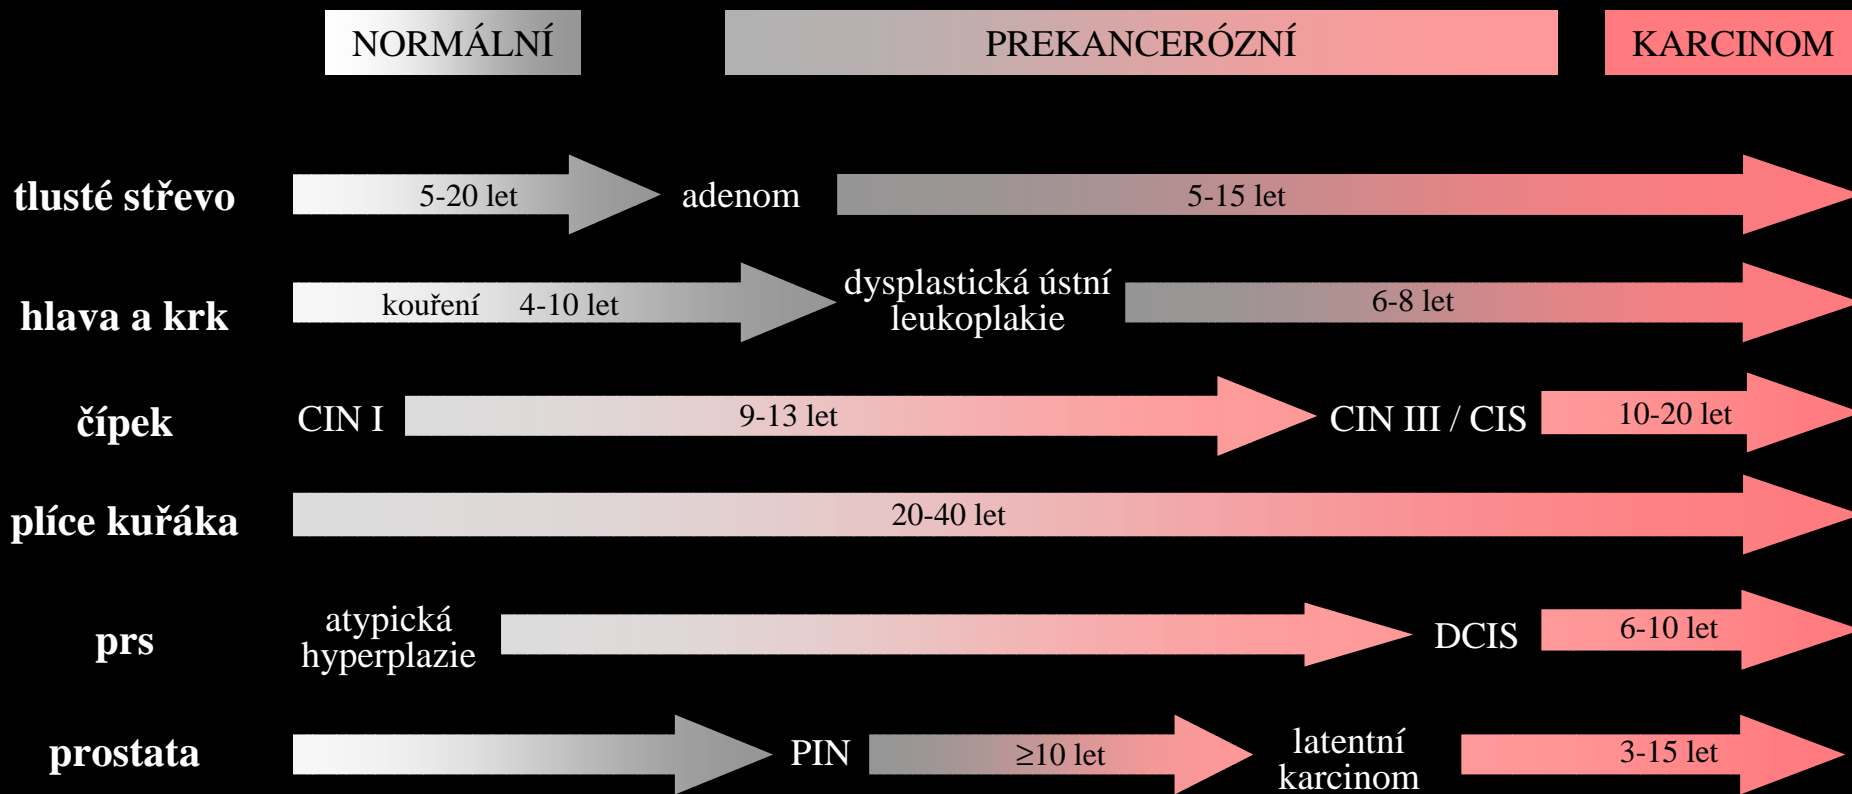 NORMÁLNÍ PREKANCERÓZNÍ KARCINOM
tlusté střevo 5-20 let adenom 5-15 let
hlava a krk kouření 4-10 let dysplastická ústní
leukoplakie 6-8 let
čípek CIN I 9-13 let CIN III / CIS 10-20 let
plíce kuřáka 20-40 let
prs atypická
hyperplazie DCIS 6-10 let
prostata PIN ≥10 let latentní
karcinom 3-15 let